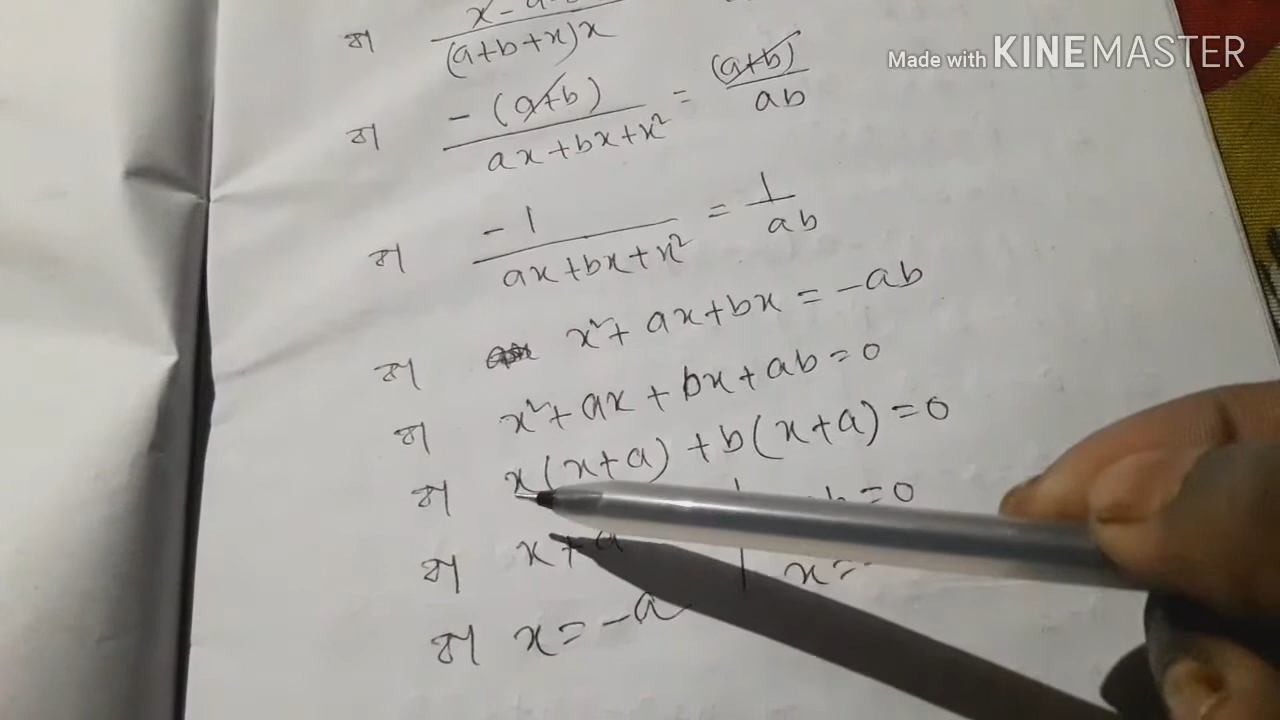 Made with KINEMASTER
বা x - a - / (a+b+x)x
বা -(a+b) / ax+bx+x² = (a+b) / ab
বা -1 / ax+bx+x² = 1 / ab
বা x²+ax+bx = -ab
বা x²+ax+bx+ab=0
বা x(x+a)+b(x+a)=0
বা x+a | =0
বা x=-a | x=